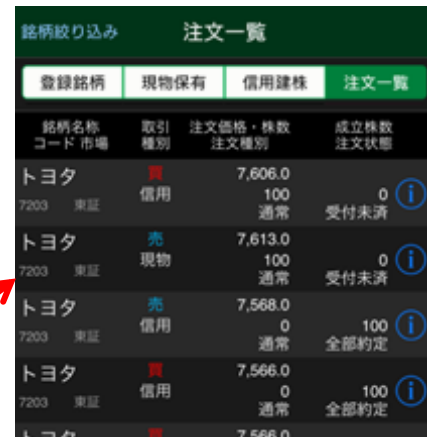 銘柄絞り込み 注文一覧
登録銘柄 現物保有 信用建株 注文一覧
銘柄名称 取引 注文価格・株数 成立株数
コード 市場 種別 注文種別 注文状態
トヨタ 買 7,606.0
信用 100 0
7203 東証 通常 受付未済
トヨタ 売 7,613.0
現物 100 0
7203 東証 通常 受付未済
トヨタ 売 7,568.0
信用 0 100
7203 東証 通常 全部約定
トヨタ 買 7,566.0
信用 0 100
7203 東証 通常 全部約定
トヨタ 買 7,566.0